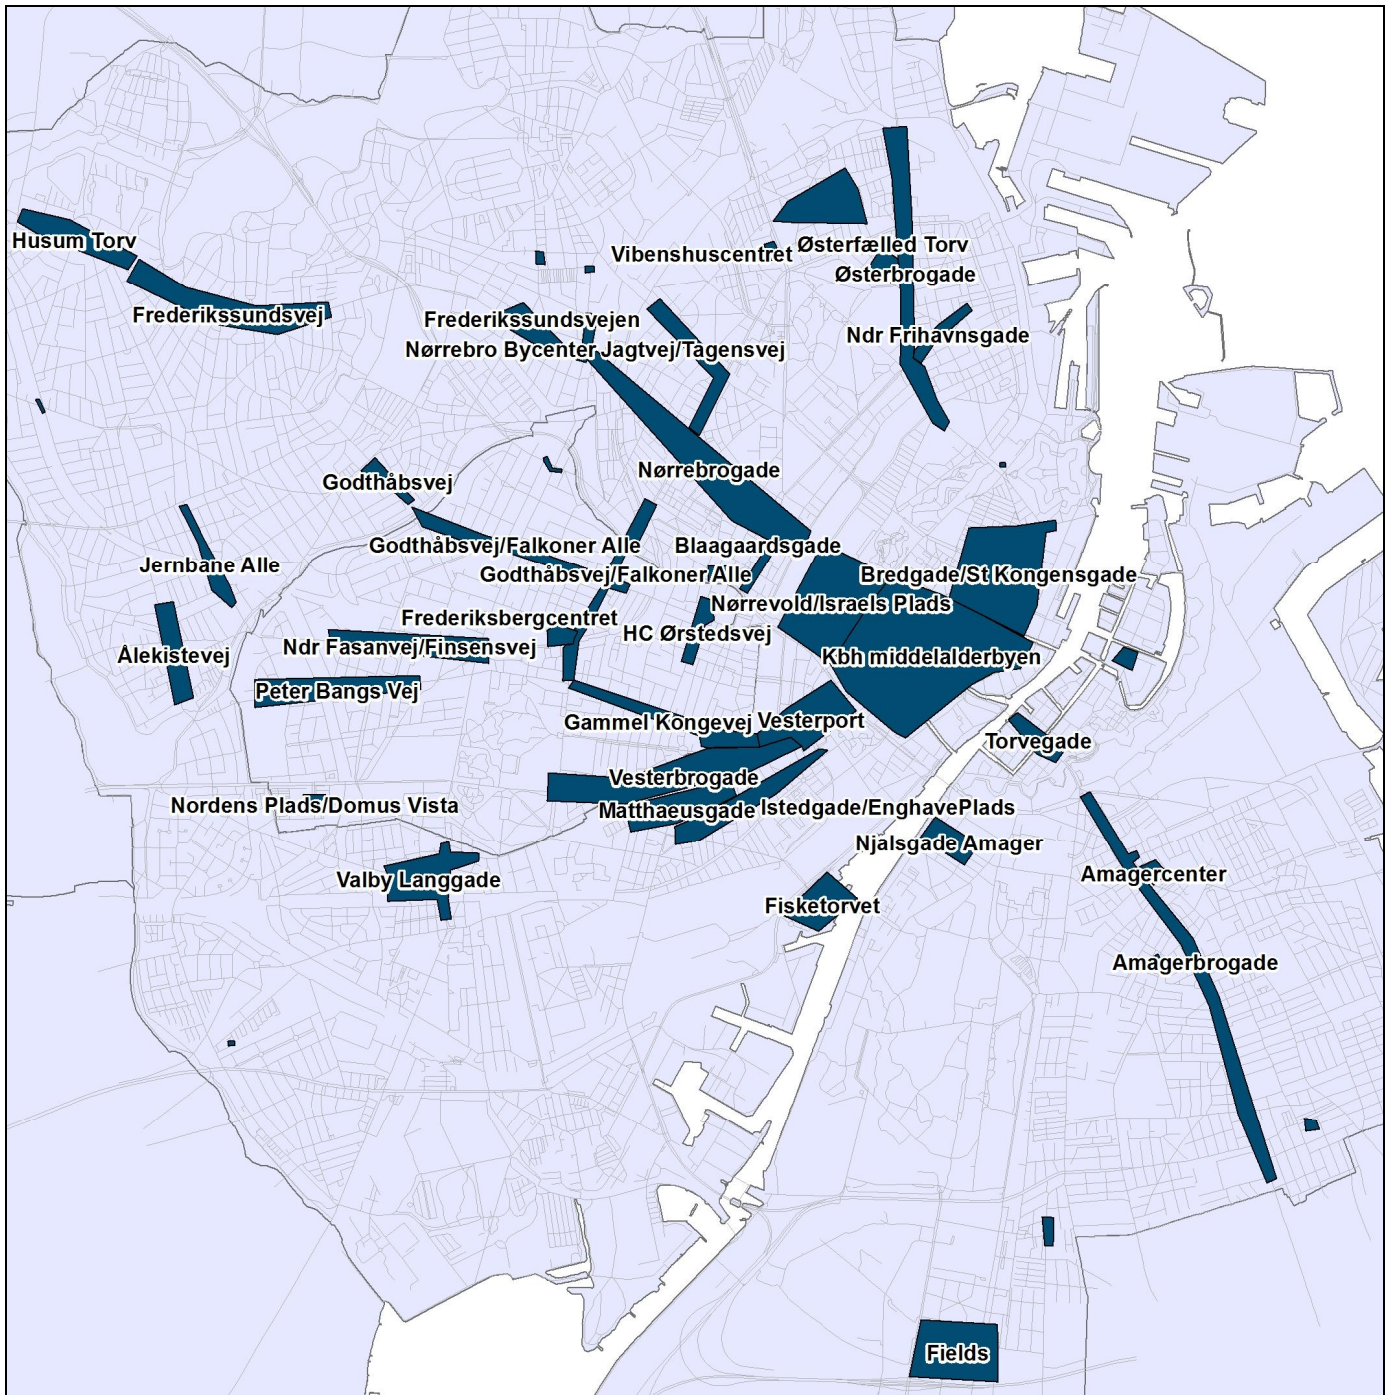 Husum Torv
Østerfælled Torv
Vibenshuscentret
Østerbrogade
Frederikssundsvej
Frederikssundsvejen
Ndr Frihavnsgade
Nørrebro Bycenter
Jagtvej/Tagensvej
Nørrebrogade
Godthåbsvej
Godthåbsvej/Falkoner Alle
Blaagaardsgade
Jernbane Alle
Godthåbsvej/Falkoner Alle
Bredgade/St Kongensgade
Nørrevold/Israels Plads
Frederiksbergcentret
HC Ørstedsvej
Ndr Fasanvej/Finsensvej
Ålekistevej
Kbh middelalderbyen
Peter Bangs Vej
Gammel Kongevej
Vesterport
Torvegade
Vesterbrogade
Nordens Plads/Domus Vista
Matthaeusgade
Istedgade/EnghavePlads
Njalsgade Amager
Amagercenter
Valby Langgade
Fisketorvet
Amagerbrogade
Fields